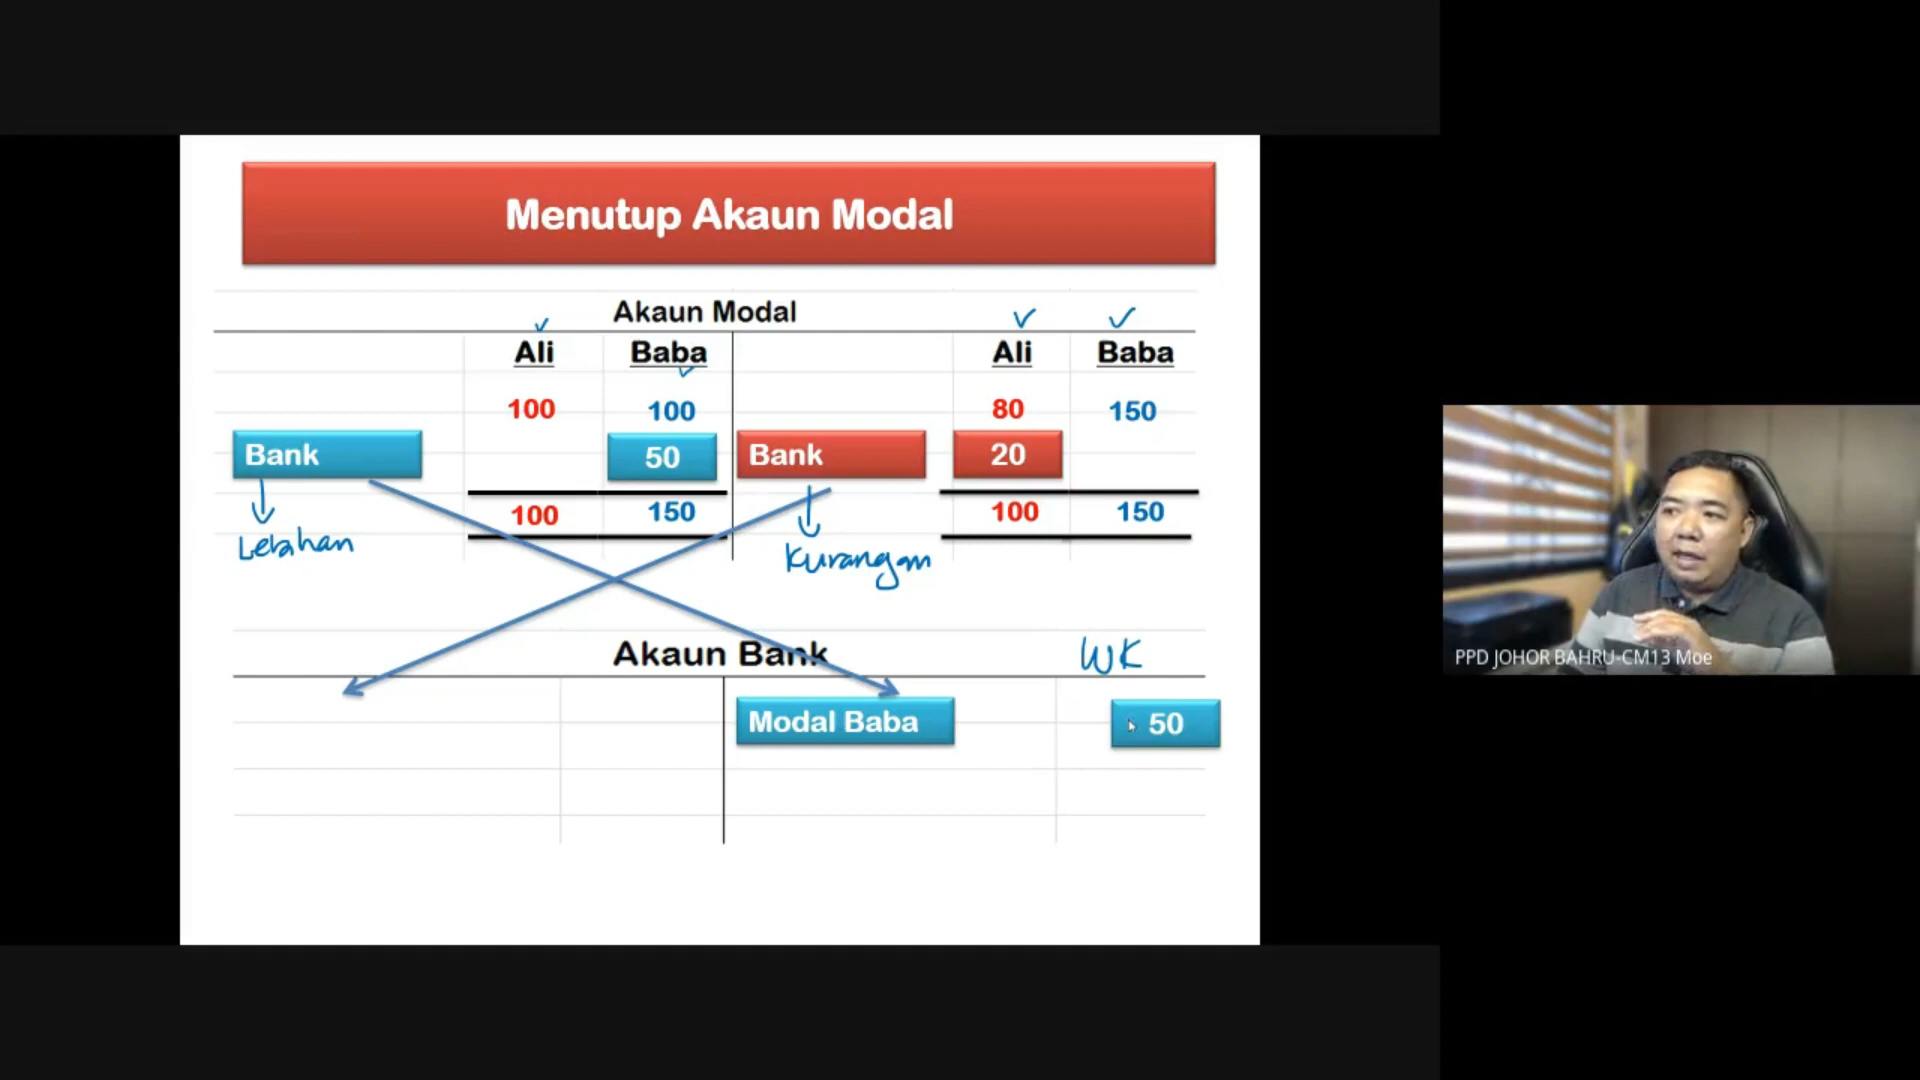 Menutup Akaun Modal
Akaun Modal
Ali Baba Ali Baba
100 100 80 150
Bank 50 Bank 20
100 150 100 150
Lebihan Kurangan
Akaun Bank WK
Modal Baba 50
PPD JOHOR BAHRU-CM13 Moe